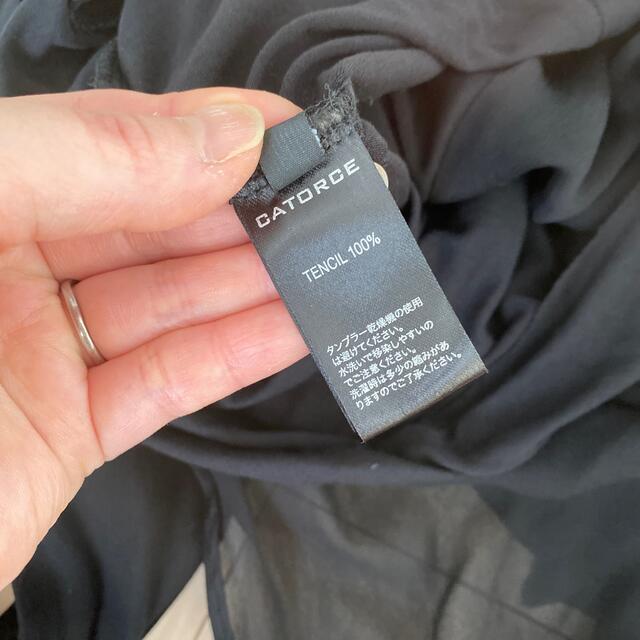 CATORCE
TENCIL 100%
タンブラー乾燥機の使用
は避けてください。
水洗いで移染しやすいの
でご注意ください。
洗濯時は多少の縮みがあ
りますのでご了承ください。